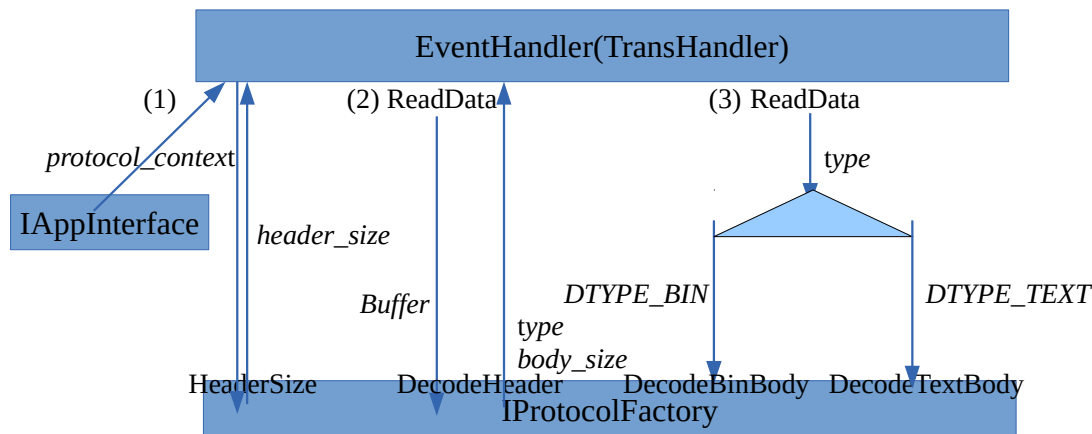 EventHandler(TransHandler)
(1)
(2) ReadData
(3) ReadData
protocol_context
type
IAppInterface
header_size
Buffer
DTYPE_BIN
DTYPE_TEXT
type
body_size
HeaderSize
DecodeHeader
DecodeBinBody
DecodeTextBody
IProtocolFactory